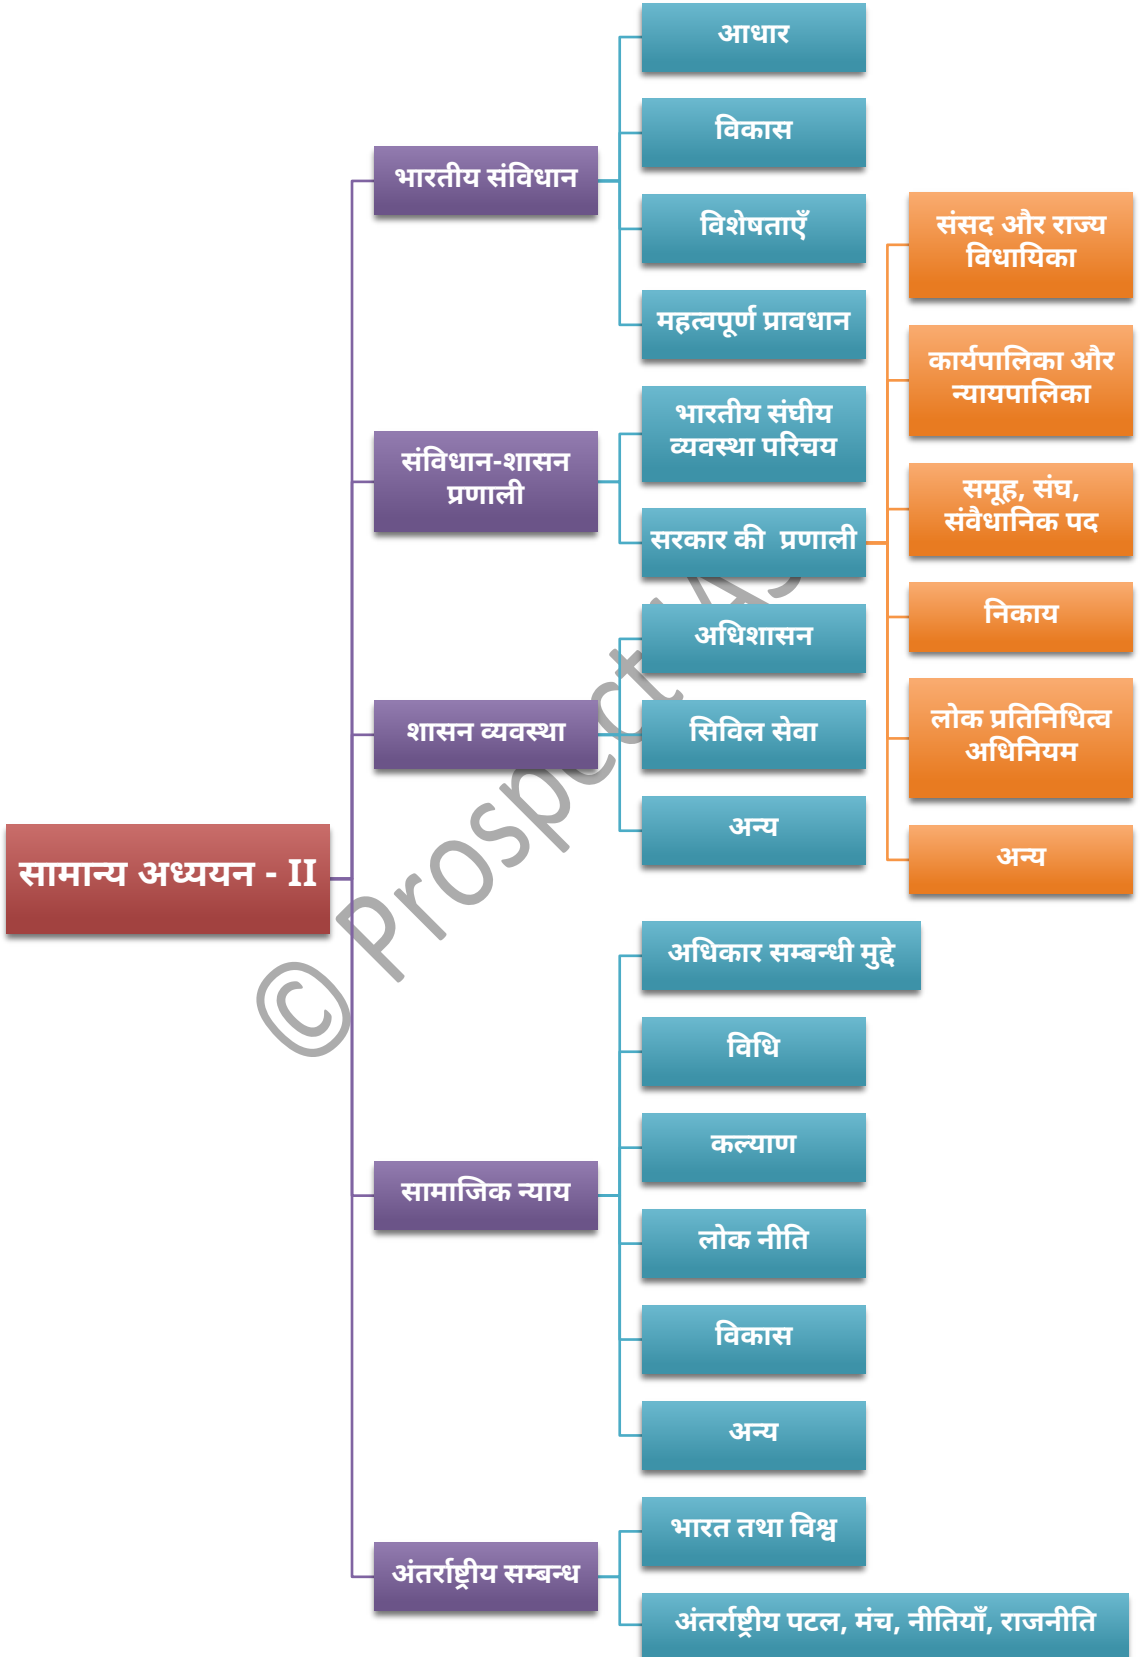 सामान्य अध्ययन - II
भारतीय संविधान
आधार
विकास
विशेषताएँ
महत्वपूर्ण प्रावधान
संविधान-शासन
प्रणाली
भारतीय संघीय
व्यवस्था परिचय
सरकार की प्रणाली
संसद और राज्य
विधायिका
कार्यपालिका और
न्यायपालिका
समूह, संघ,
संवैधानिक पद
निकाय
लोक प्रतिनिधित्व
अधिनियम
अन्य
शासन व्यवस्था
अधिशासन
सिविल सेवा
अन्य
सामाजिक न्याय
अधिकार सम्बन्धी मुद्दे
विधि
कल्याण
लोक नीति
विकास
अन्य
अंतर्राष्ट्रीय सम्बन्ध
भारत तथा विश्व
अंतर्राष्ट्रीय पटल, मंच, नीतियाँ, राजनीति
© Prospect IAS